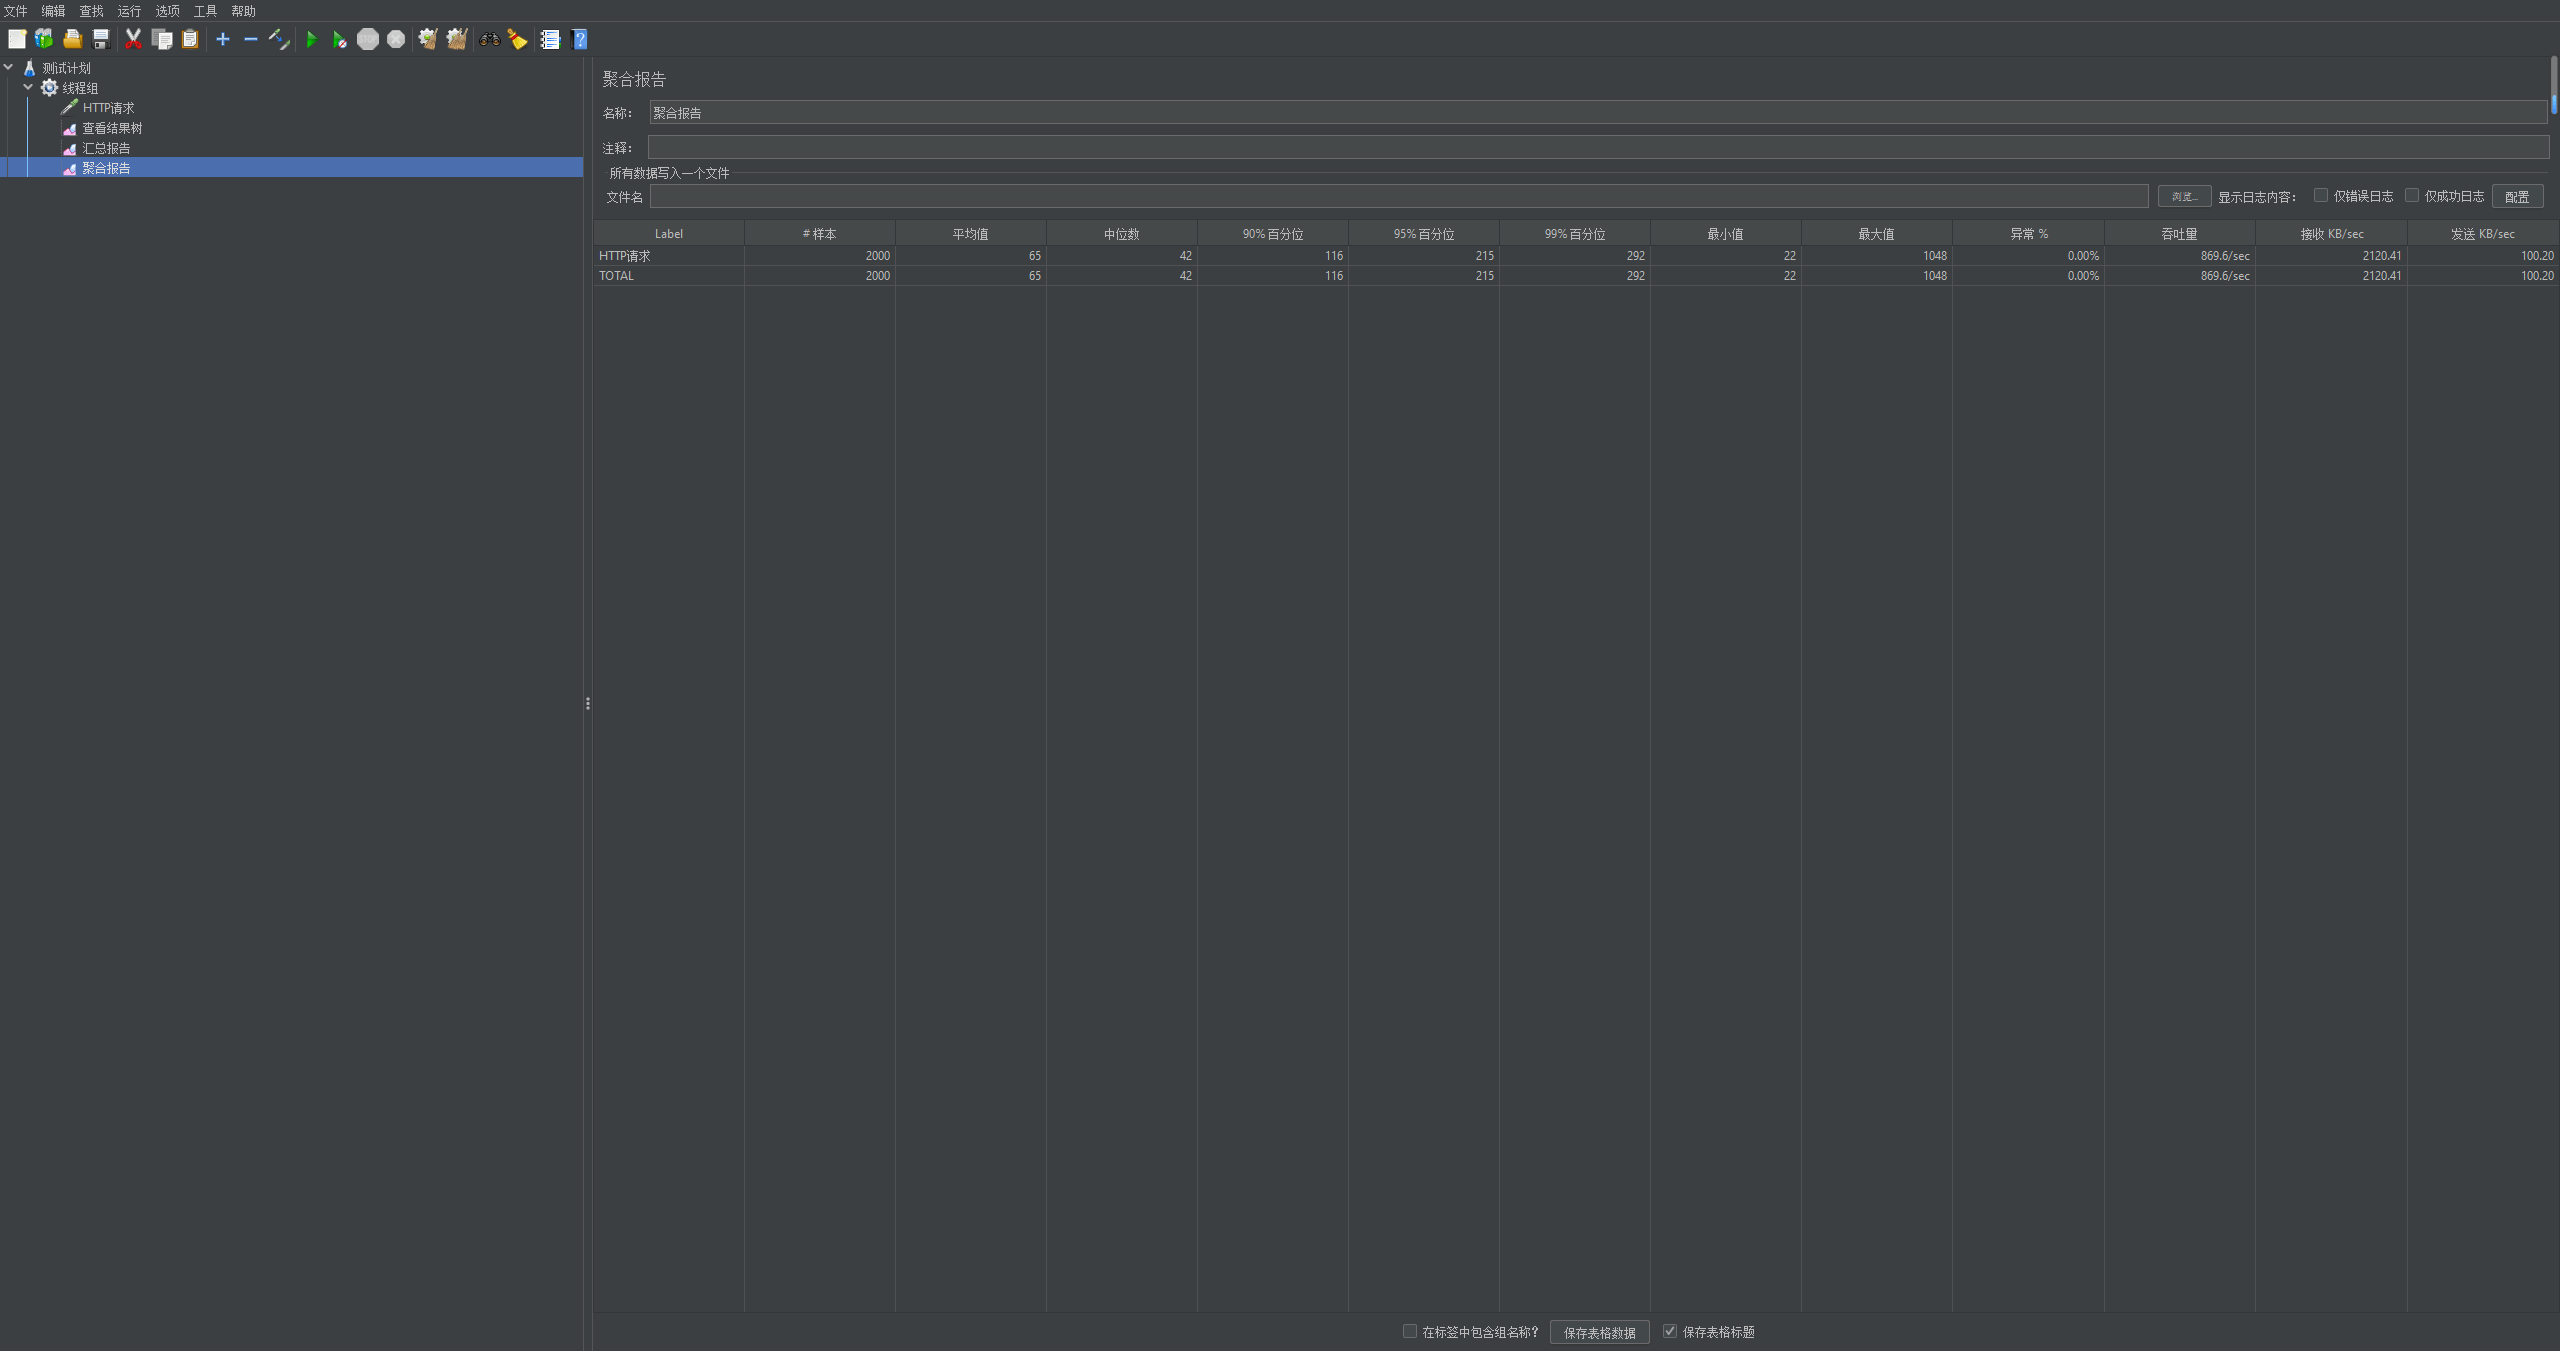 文件 编辑 查找 运行 选项 工具 帮助
测试计划
线程组
HTTP请求
查看结果树
汇总报告
聚合报告
聚合报告
名称： 聚合报告
注释：
所有数据写入一个文件
文件名 浏览... 显示日志内容： 仅错误日志 仅成功日志 配置
Label # 样本 平均值 中位数 90% 百分位 95% 百分位 99% 百分位 最小值 最大值 异常 % 吞吐量 接收 KB/sec 发送 KB/sec
HTTP请求 2000 65 42 116 215 292 22 1048 0.00% 869.6/sec 2120.41 100.20
TOTAL 2000 65 42 116 215 292 22 1048 0.00% 869.6/sec 2120.41 100.20
在标签中包含组名称？ 保存表格数据 保存表格标题